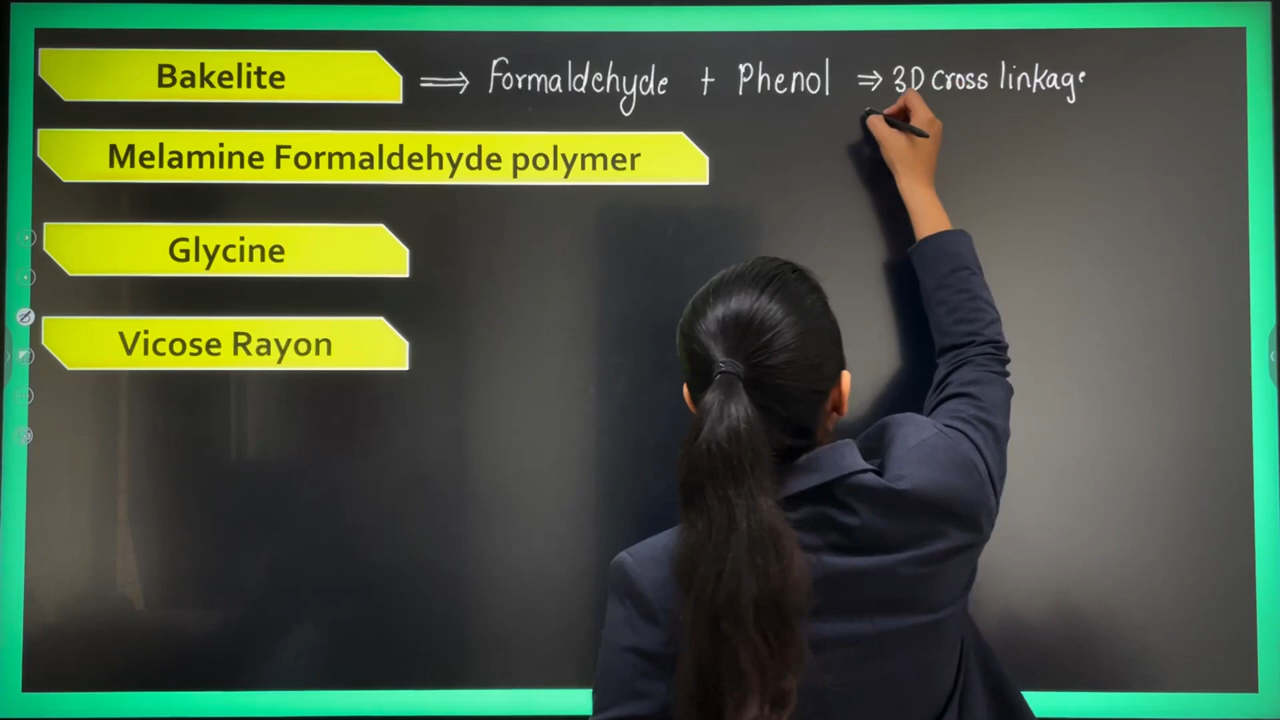 Bakelite ⇒ Formaldehyde + Phenol ⇒ 3D cross linkage
Melamine Formaldehyde polymer
Glycine
Vicose Rayon